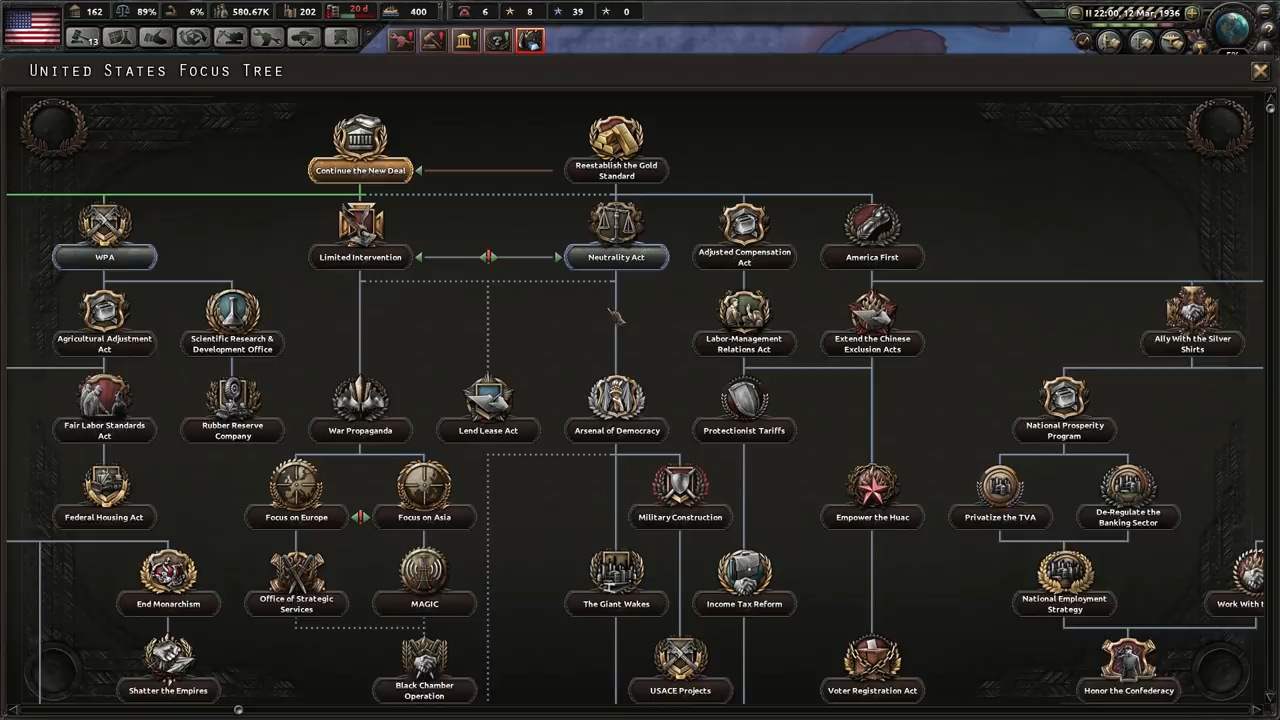 162 89% 6% 580.67K 202 20 d 400 6 8 39 0
II 22:00, 12 Mar, 1936
13
United States Focus Tree
Continue the New Deal
Reestablish the Gold
Standard
WPA
Limited Intervention
Neutrality Act
Adjusted Compensation
Act
America First
Agricultural Adjustment
Act
Scientific Research &
Development Office
Labor-Management
Relations Act
Extend the Chinese
Exclusion Acts
Ally With the Silver
Shirts
Fair Labor Standards
Act
Rubber Reserve
Company
War Propaganda
Lend Lease Act
Arsenal of Democracy
Protectionist Tariffs
National Prosperity
Program
Federal Housing Act
Focus on Europe
Focus on Asia
Military Construction
Empower the Huac
Privatize the TVA
De-Regulate the
Banking Sector
End Monarchism
Office of Strategic
Services
MAGIC
The Giant Wakes
Income Tax Reform
National Employment
Strategy
Work With
Shatter the Empires
Black Chamber
Operation
USACE Projects
Voter Registration Act
Honor the Confederacy